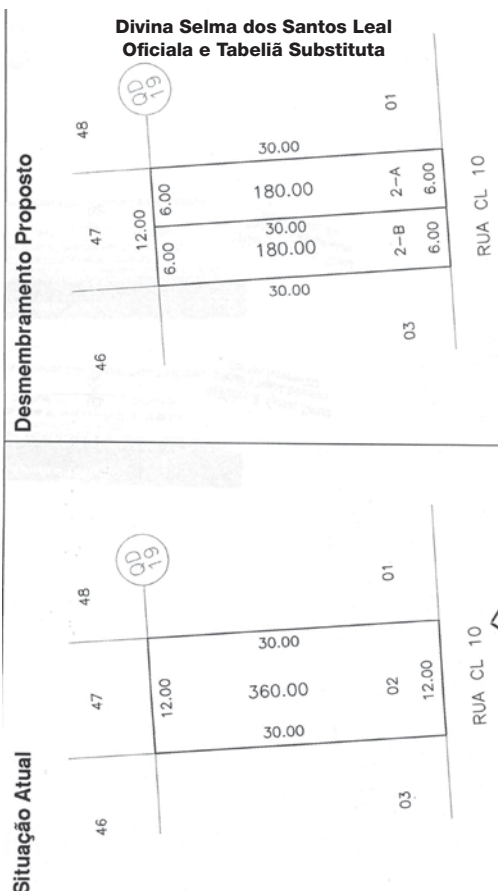 Divina Selma dos Santos Leal
Oficiala e Tabeliã Substituta
Desmembramento Proposto
48
47
46
QD
19
12.00
6.00
6.00
30.00
180.00
30.00
180.00
30.00
01
2-A
2-B
03
6.00
6.00
RUA CL 10
Situação Atual
48
47
46
QD
19
12.00
30.00
360.00
30.00
01
02
03
12.00
RUA CL 10